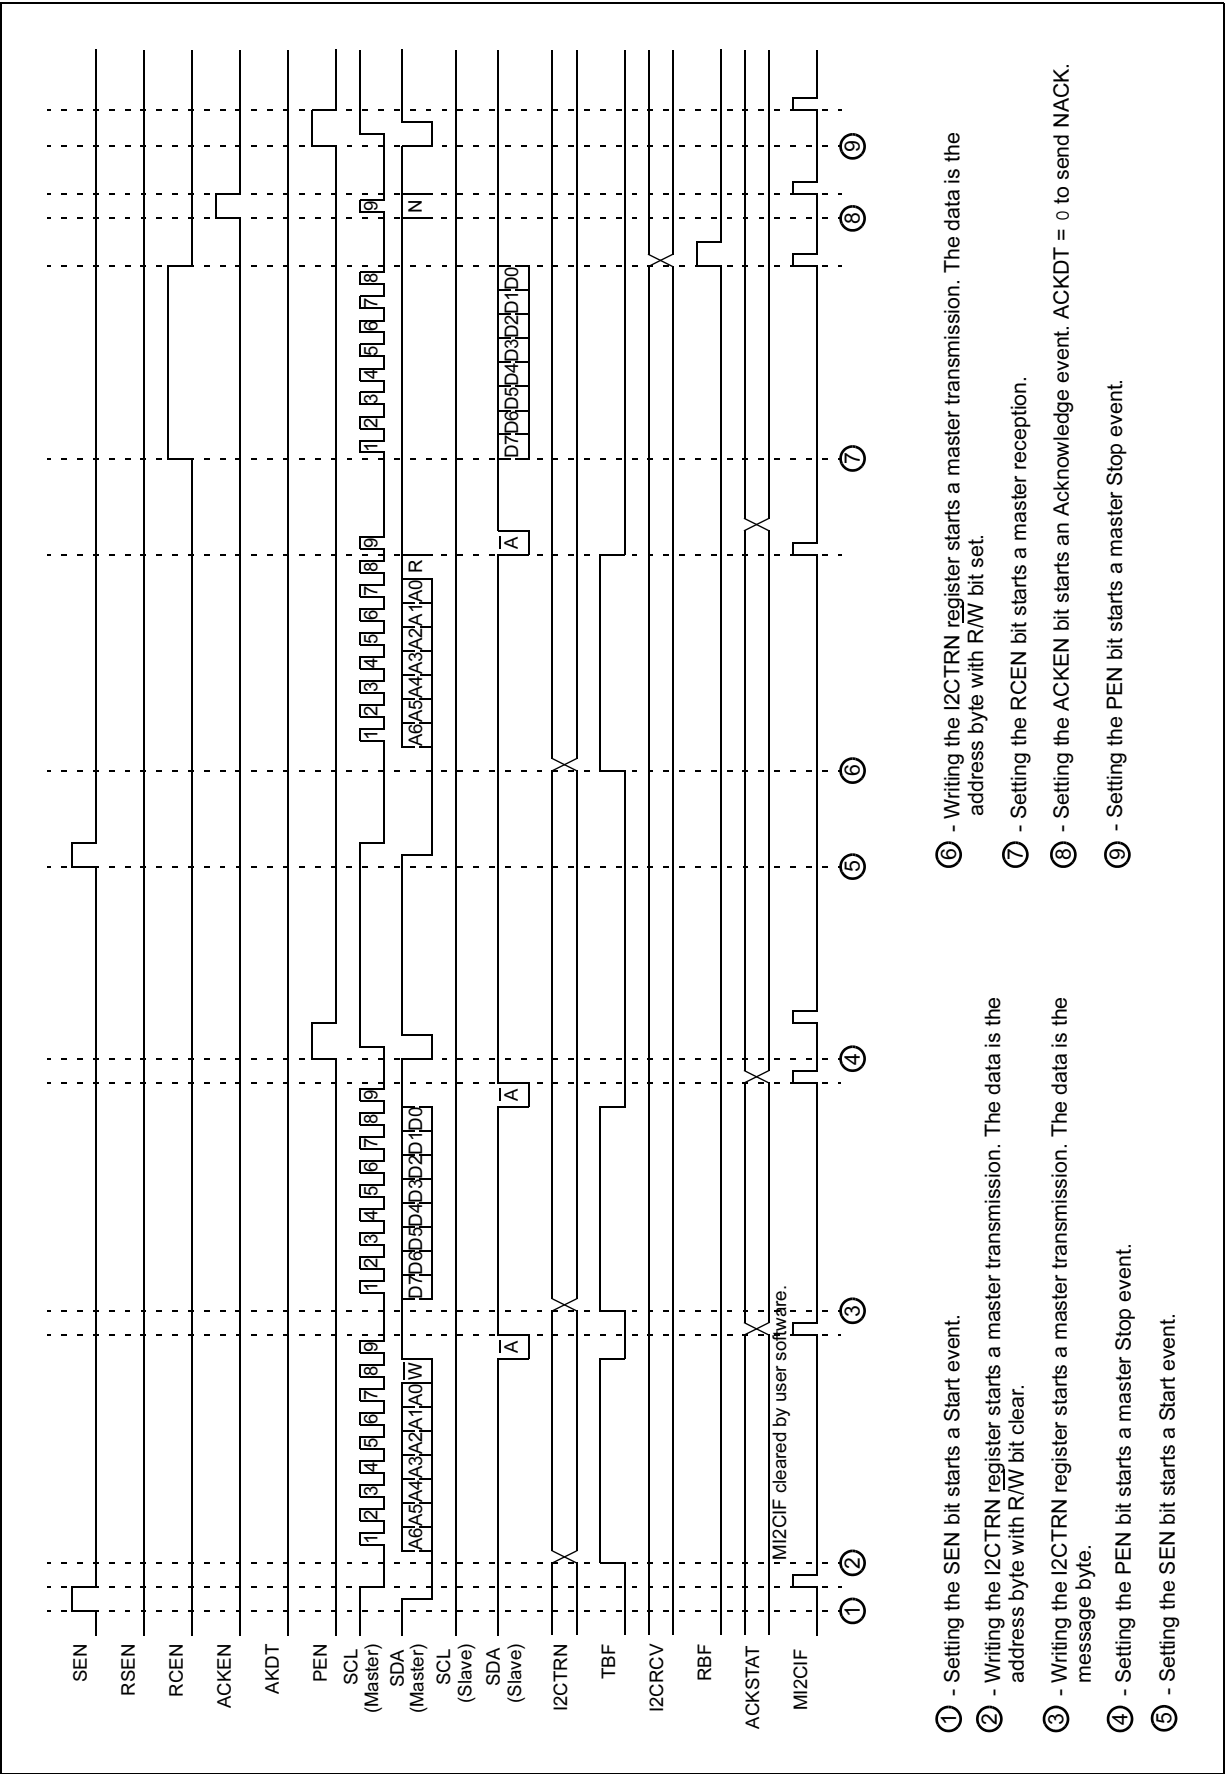 SEN
RSEN
RCEN
ACKEN
AKDT
PEN
SCL
(Master)
1 2 3 4 5 6 7 8 9 1 2 3 4 5 6 7 8 9 1 2 3 4 5 6 7 8 9 1 2 3 4 5 6 7 8 9
SDA
(Master)
A6 A5 A4 A3 A2 A1 A0 W D7 D6 D5 D4 D3 D2 D1 D0 A6 A5 A4 A3 A2 A1 A0 R N
SCL
(Slave)
SDA
(Slave)
A A A D7 D6 D5 D4 D3 D2 D1 D0
I2CTRN
TBF
I2CRCV
RBF
ACKSTAT
MI2CIF cleared by user software.
MI2CIF
1 2 3 4 5 6 7 8 9
1 - Setting the SEN bit starts a Start event.
2 - Writing the I2CTRN register starts a master transmission. The data is the
address byte with R/W bit clear.
3 - Writing the I2CTRN register starts a master transmission. The data is the
message byte.
4 - Setting the PEN bit starts a master Stop event.
5 - Setting the SEN bit starts a Start event.
6 - Writing the I2CTRN register starts a master transmission. The data is the
address byte with R/W bit set.
7 - Setting the RCEN bit starts a master reception.
8 - Setting the ACKEN bit starts an Acknowledge event. ACKDT = 0 to send NACK.
9 - Setting the PEN bit starts a master Stop event.